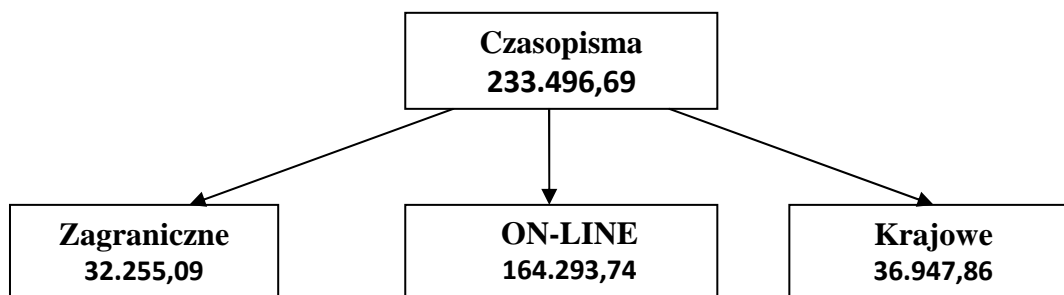 Czasopisma
233.496,69
Zagraniczne
32.255,09
ON-LINE
164.293,74
Krajowe
36.947,86